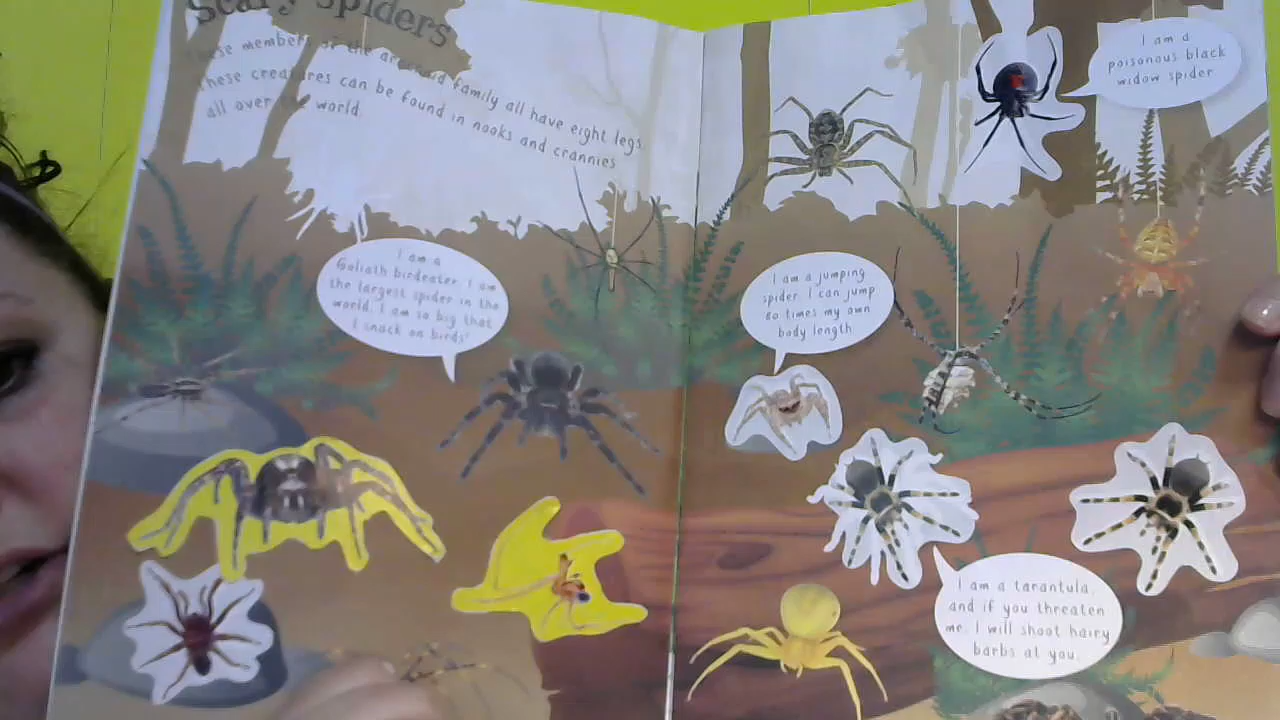 Scary spiders
These members of the arachnid family all have eight legs.
These creatures can be found in nooks and crannies
all over the world.
I am a
poisonous black
widow spider
I am a
Goliath birdeater. I am
the largest spider in the
world. I am so big that
I snack on birds!
I am a jumping
spider. I can jump
80 times my own
body length
I am a tarantula,
and if you threaten
me, I will shoot hairy
barbs at you.